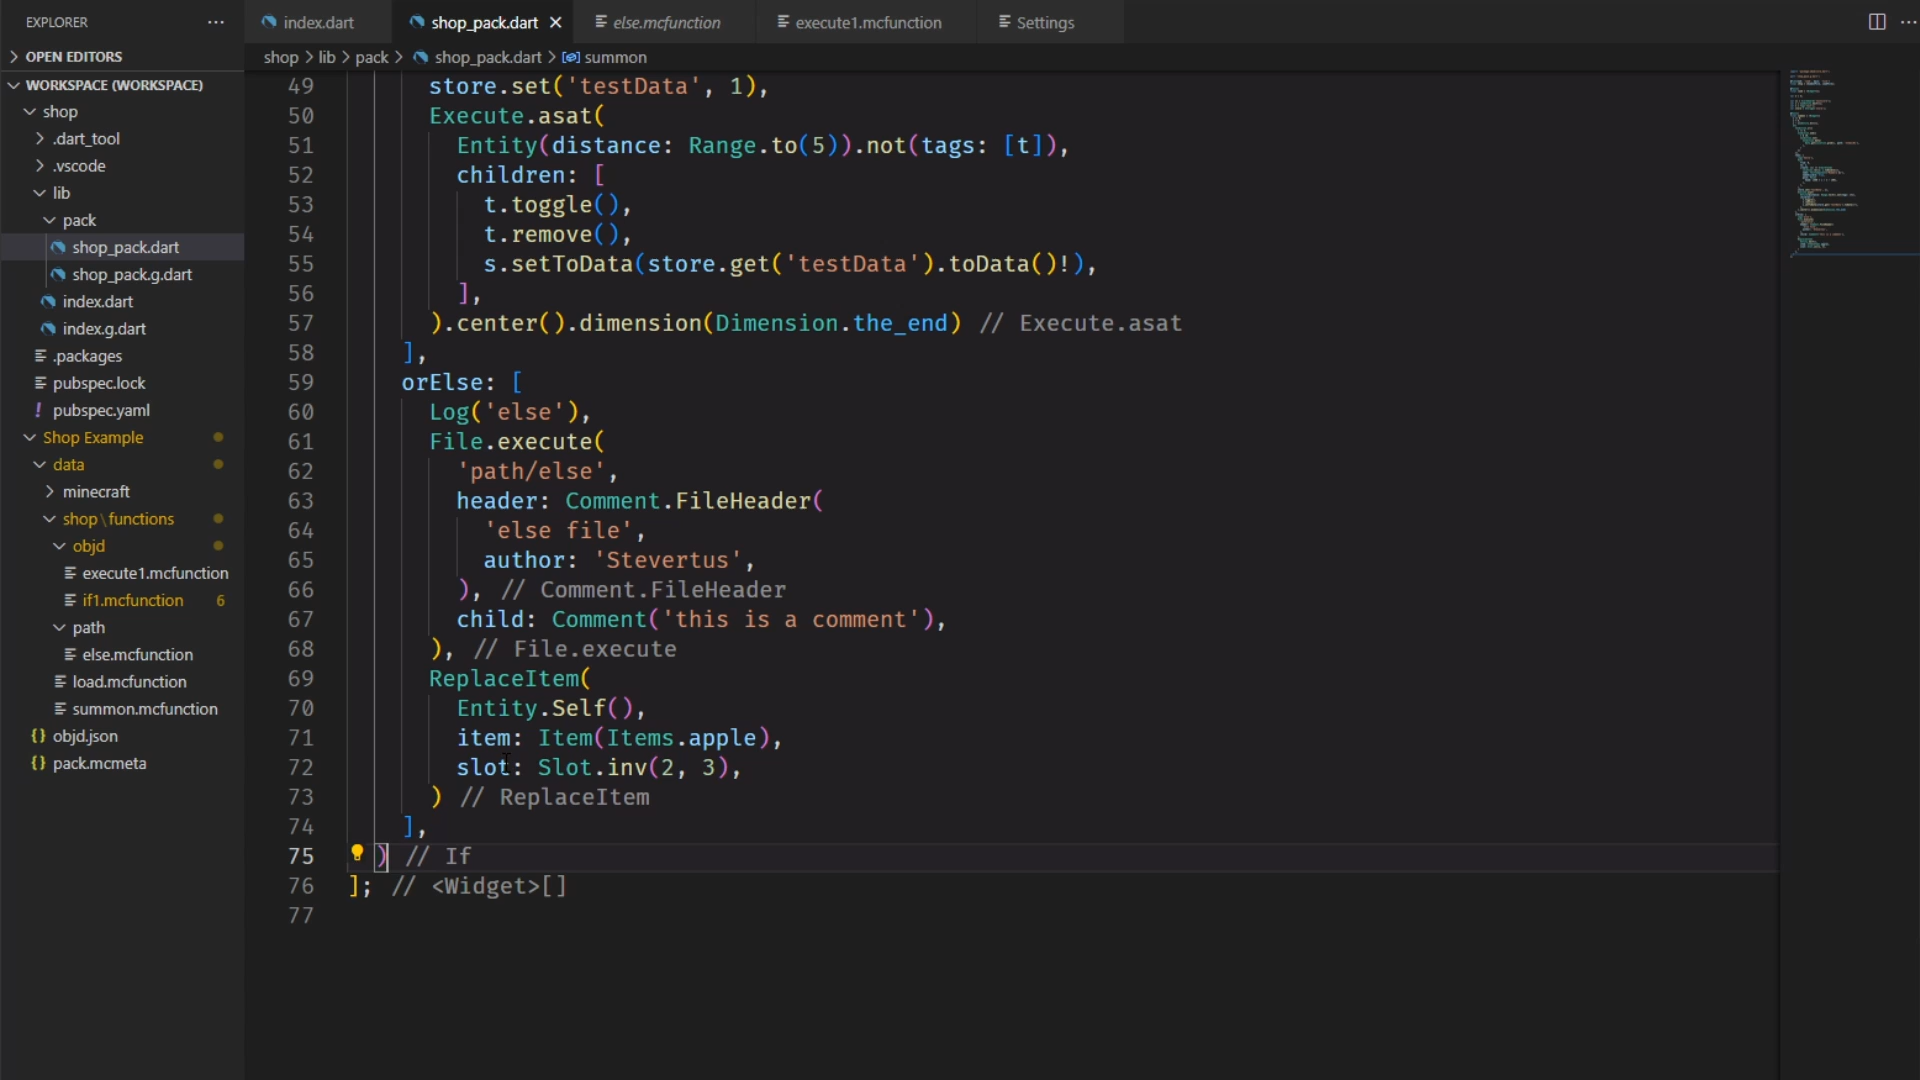 EXPLORER
OPEN EDITORS
WORKSPACE (WORKSPACE)
shop
.dart_tool
.vscode
lib
pack
shop_pack.dart
shop_pack.g.dart
index.dart
index.g.dart
.packages
pubspec.lock
! pubspec.yaml
Shop Example
data
minecraft
shop\functions
objd
execute1.mcfunction
if1.mcfunction 6
path
else.mcfunction
load.mcfunction
summon.mcfunction
{} objd.json
{} pack.mcmeta
index.dart shop_pack.dart else.mcfunction execute1.mcfunction Settings
shop > lib > pack > shop_pack.dart > summon
49 store.set('testData', 1),
50 Execute.asat(
51 Entity(distance: Range.to(5)).not(tags: [t]),
52 children: [
53 t.toggle(),
54 t.remove(),
55 s.setToData(store.get('testData').toData()!),
56 ],
57 ).center().dimension(Dimension.the_end) // Execute.asat
58 ],
59 orElse: [
60 Log('else'),
61 File.execute(
62 'path/else',
63 header: Comment.FileHeader(
64 'else file',
65 author: 'Stevertus',
66 ), // Comment.FileHeader
67 child: Comment('this is a comment'),
68 ), // File.execute
69 ReplaceItem(
70 Entity.Self(),
71 item: Item(Items.apple),
72 slot: Slot.inv(2, 3),
73 ) // ReplaceItem
74 ],
75 ) // If
76 ]; // <Widget>[]
77